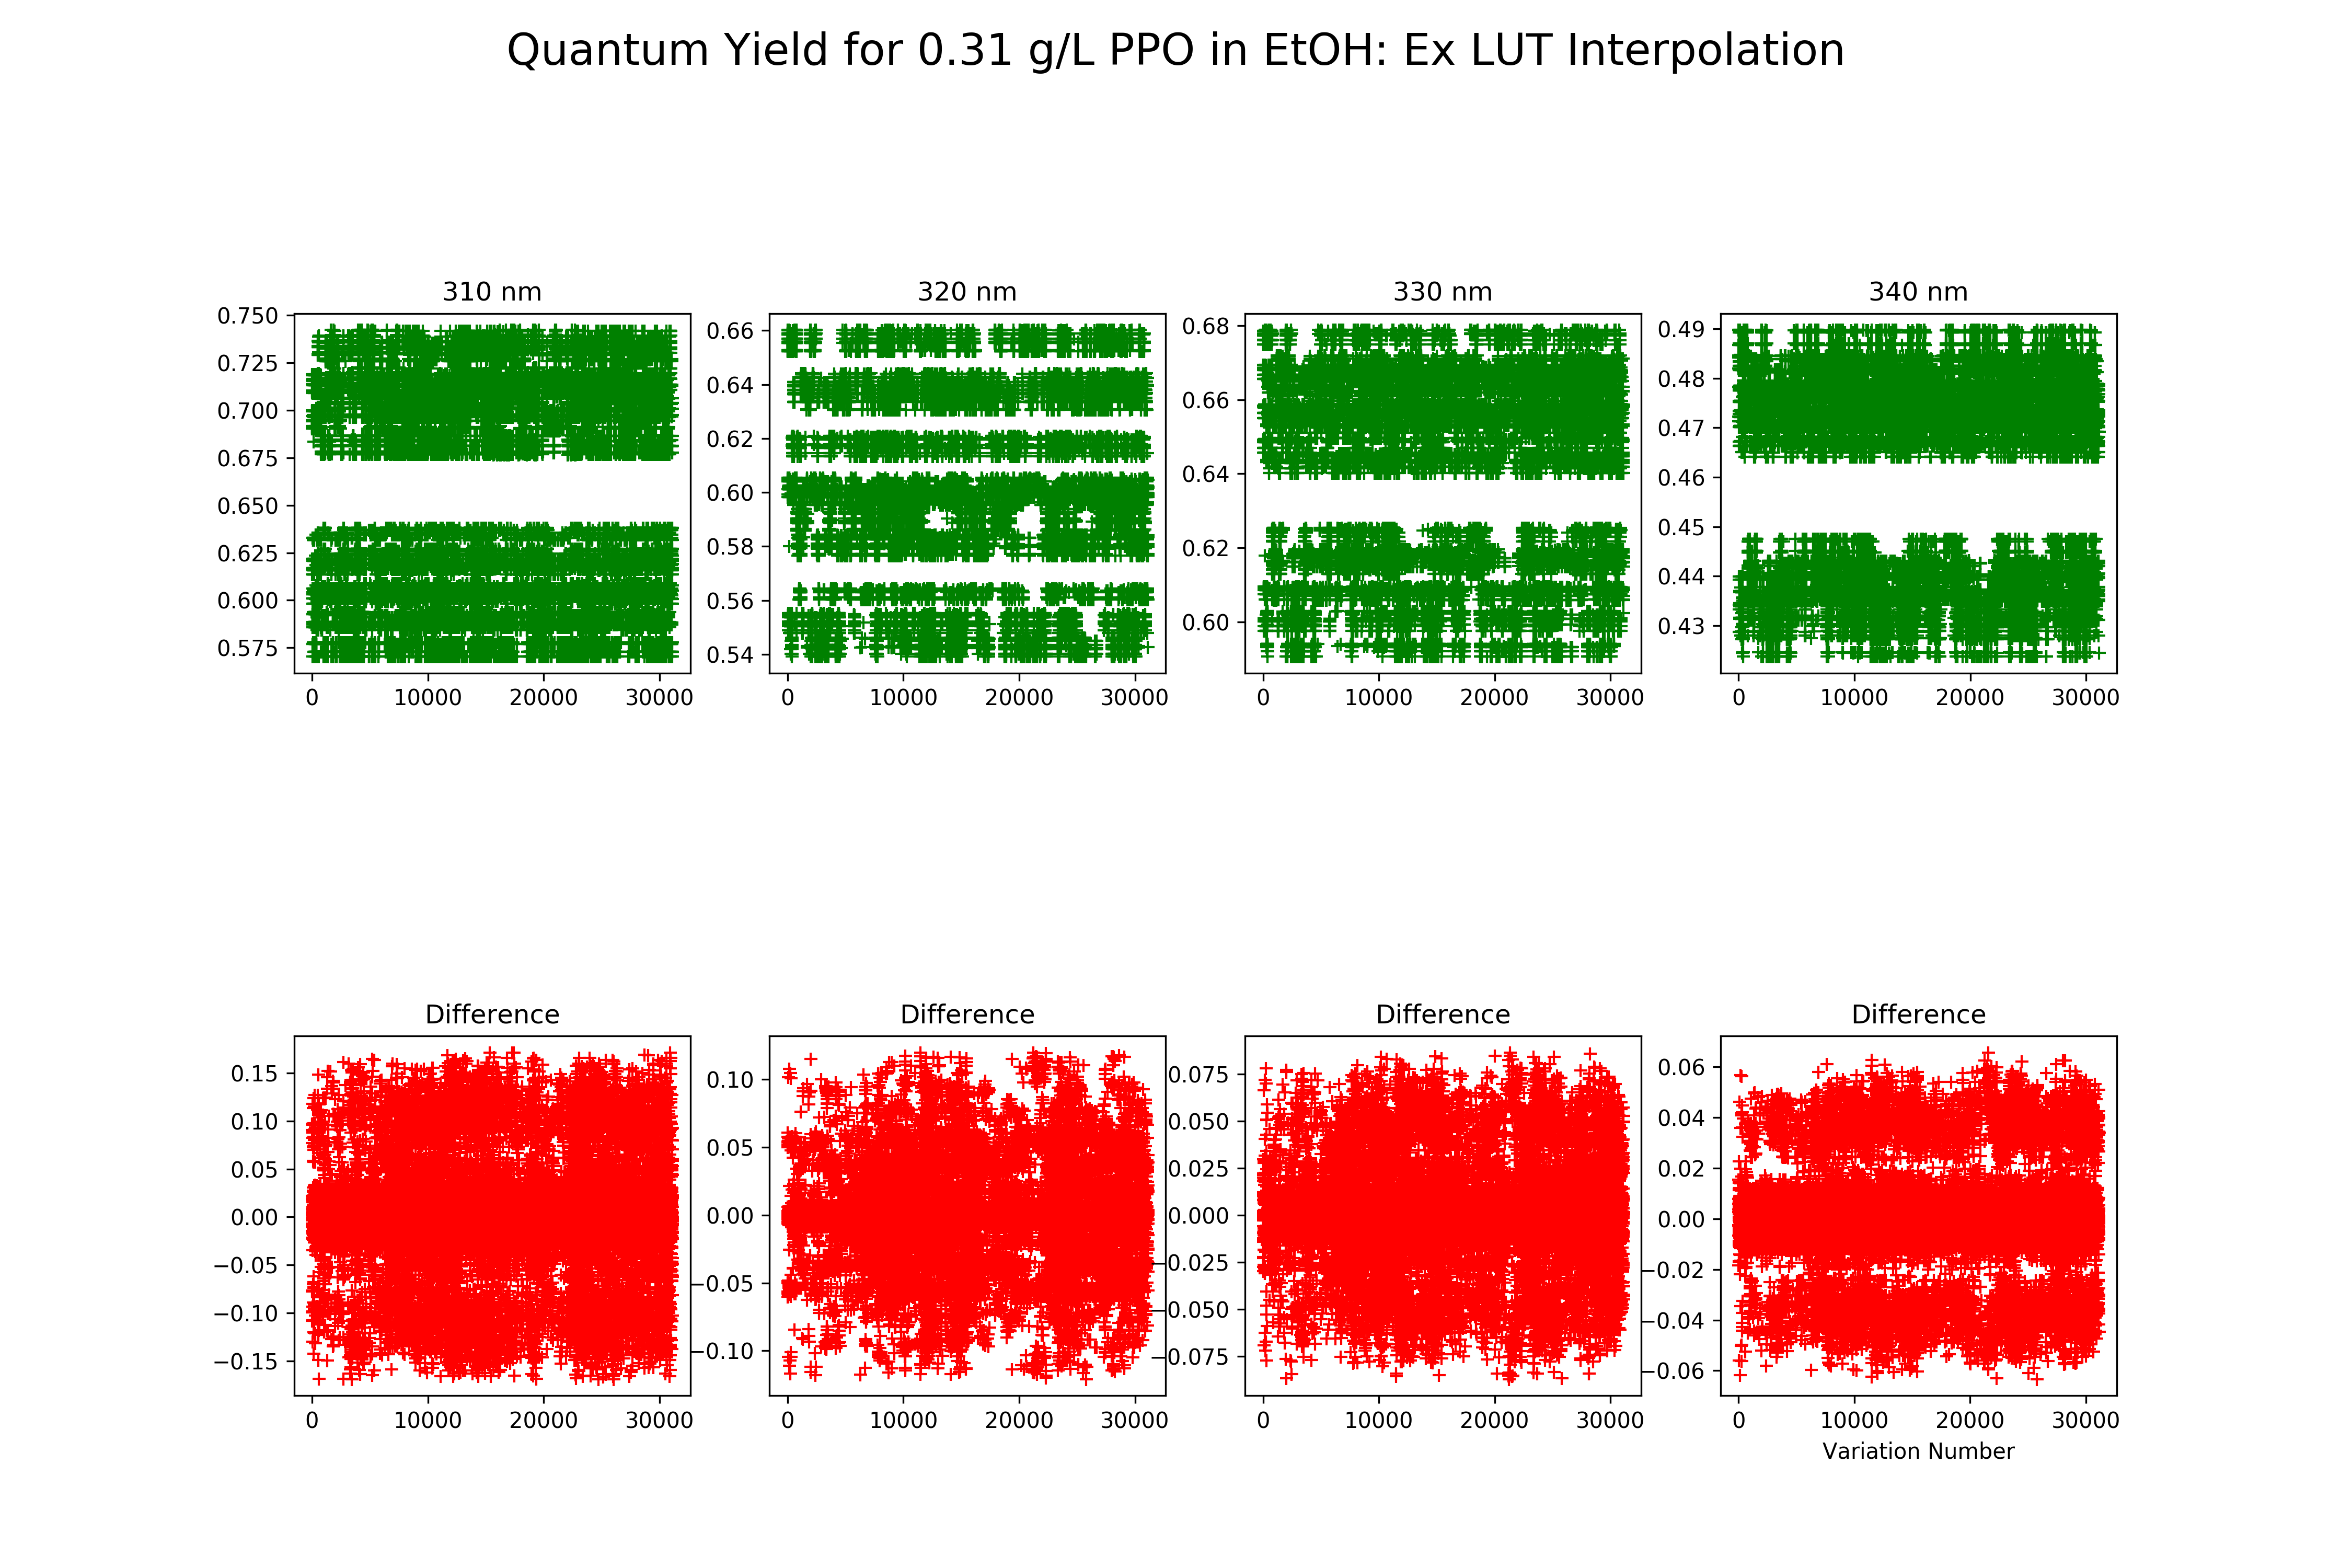 Quantum Yield for 0.31 g/L PPO in EtOH: Ex LUT Interpolation
310 nm
0.750
0.725
0.700
0.675
0.650
0.625
0.600
0.575
0 10000 20000 30000
320 nm
0.66
0.64
0.62
0.60
0.58
0.56
0.54
0 10000 20000 30000
330 nm
0.68
0.66
0.64
0.62
0.60
0 10000 20000 30000
340 nm
0.49
0.48
0.47
0.46
0.45
0.44
0.43
0 10000 20000 30000
Difference
0.15
0.10
0.05
0.00
−0.05
−0.10
−0.15
0 10000 20000 30000
Difference
0.10
0.05
0.00
−0.05
−0.10
0 10000 20000 30000
Difference
0.075
0.050
0.025
0.000
−0.025
−0.050
−0.075
0 10000 20000 30000
Difference
0.06
0.04
0.02
0.00
−0.02
−0.04
−0.06
0 10000 20000 30000
Variation Number